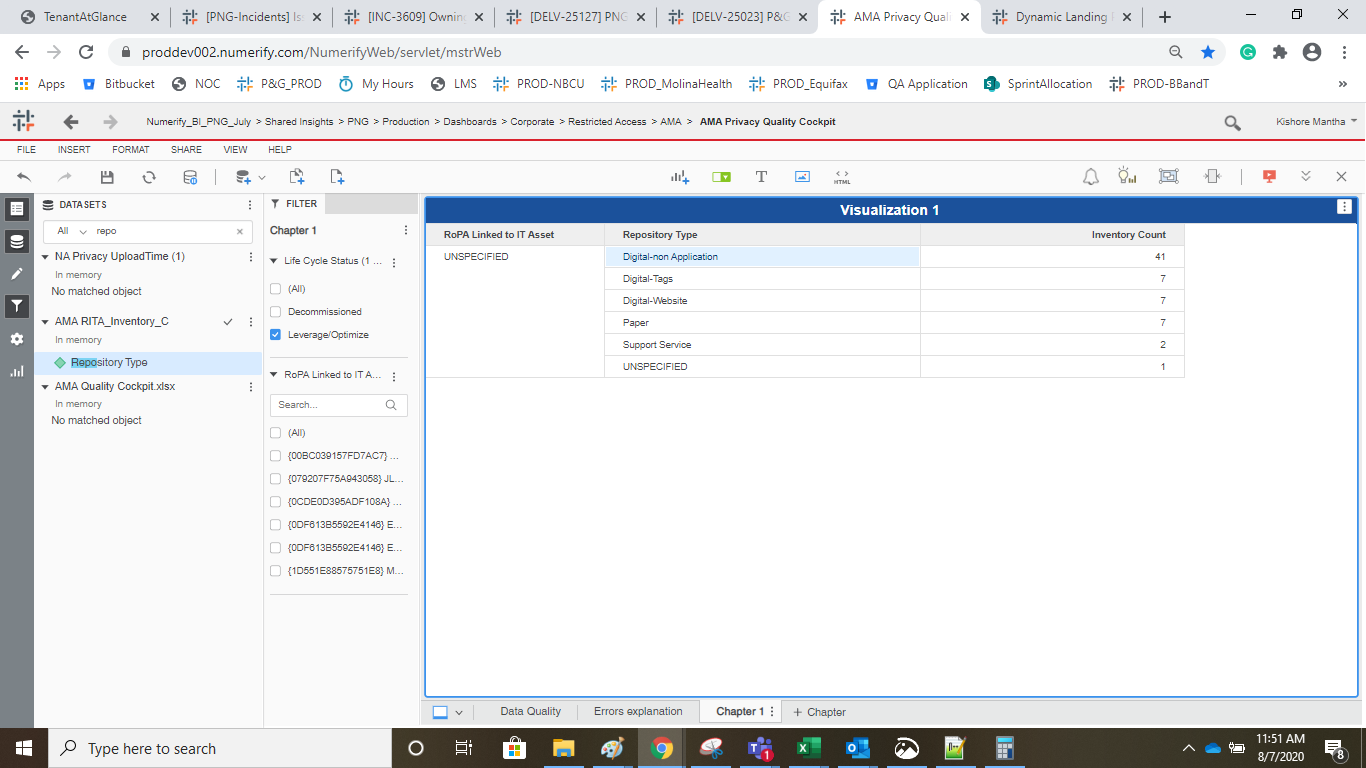 TenantAtGlance
[PNG-Incidents] Is
[INC-3609] Ownin
[DELV-25127] PNG
[DELV-25023] P&G
AMA Privacy Quali
Dynamic Landing
proddev002.numerify.com/NumerifyWeb/servlet/mstrWeb
Apps Bitbucket NOC P&G_PROD My Hours LMS PROD-NBCU PROD_MolinaHealth PROD_Equifax QA Application SprintAllocation PROD-BBandT »
Numerify_BI_PNG_July > Shared Insights > PNG > Production > Dashboards > Corporate > Restricted Access > AMA > AMA Privacy Quality Cockpit
Kishore Mantha
FILE INSERT FORMAT SHARE VIEW HELP
T
HTML
DATASETS
All repo
NA Privacy UploadTime (1)
In memory
No matched object
AMA RITA_Inventory_C
In memory
Repository Type
AMA Quality Cockpit.xlsx
In memory
No matched object
FILTER
Chapter 1
Life Cycle Status (1 ...
(All)
Decommissioned
Leverage/Optimize
RoPA Linked to IT A...
Search...
(All)
{00BC039157FD7AC7} ...
{079207F75A943058} JL...
{0CDE0D395ADF108A} ...
{0DF613B5592E4146} E...
{0DF613B5592E4146} E...
{1D551E88575751E8} M...
Visualization 1
RoPA Linked to IT Asset Repository Type Inventory Count
UNSPECIFIED Digital-non Application 41
Digital-Tags 7
Digital-Website 7
Paper 7
Support Service 2
UNSPECIFIED 1
Data Quality Errors explanation Chapter 1 + Chapter
Type here to search
1
11:51 AM
8/7/2020
8